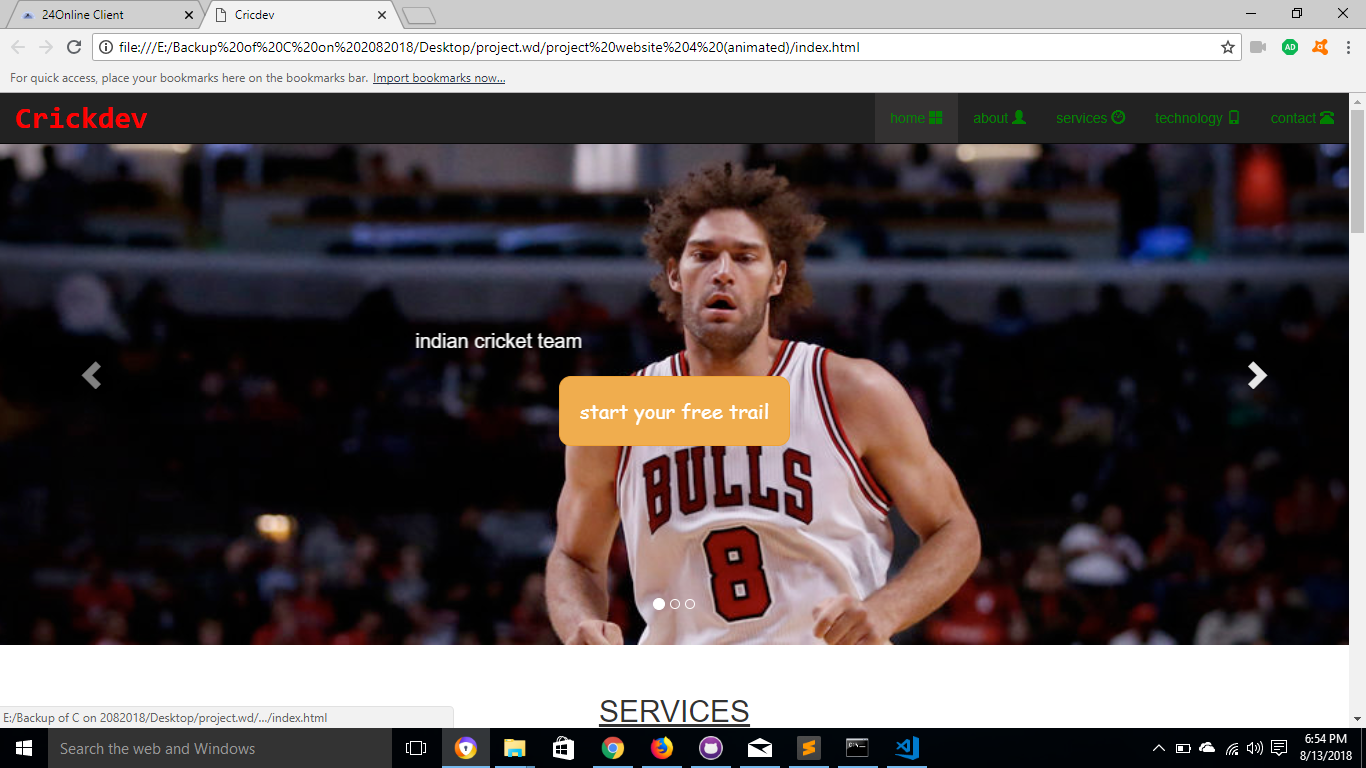 24Online Client
Cricdev
file:///E:/Backup%20of%20C%20on%202082018/Desktop/project.wd/project%20website%204%20(animated)/index.html
AD
For quick access, place your bookmarks here on the bookmarks bar. Import bookmarks now...
Crickdev
home
about
services
technology
contact
indian cricket team
start your free trail
BULLS
8
SERVICES
E:/Backup of C on 2082018/Desktop/project.wd/.../index.html
Search the web and Windows
6:54 PM
8/13/2018